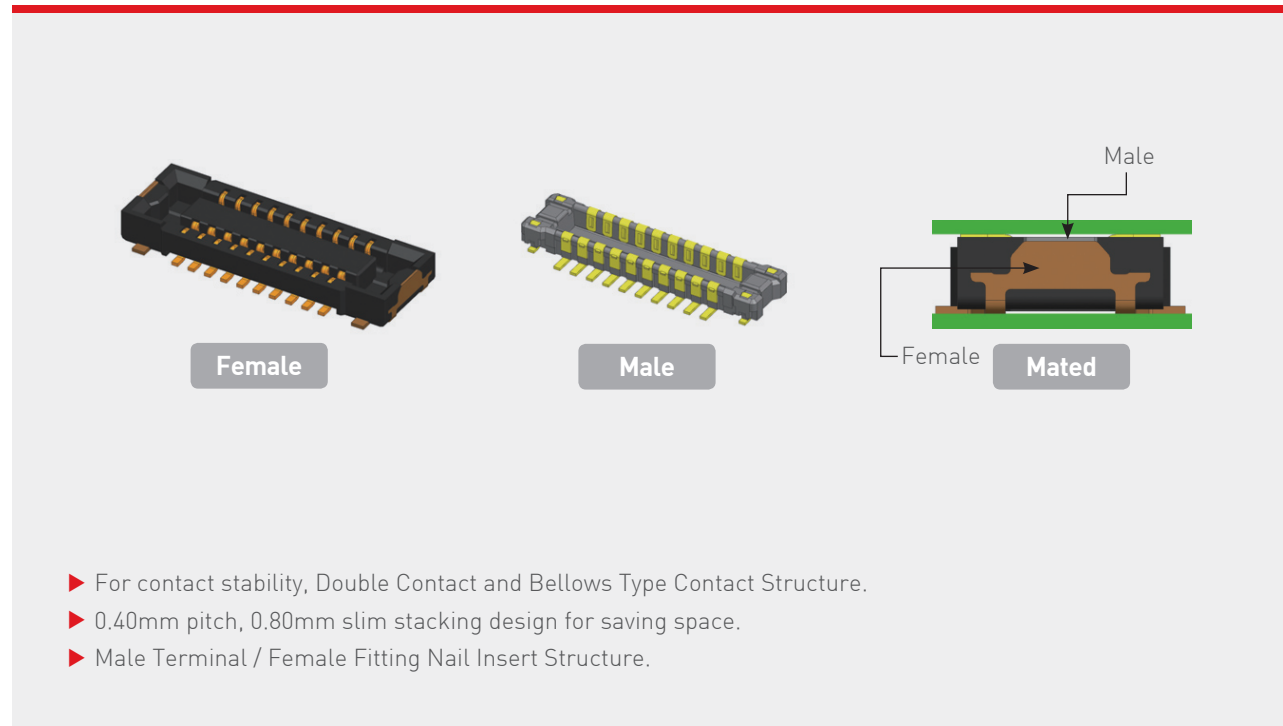 Male
Female
Female
Male
Mated
▶ For contact stability, Double Contact and Bellows Type Contact Structure.
▶ 0.40mm pitch, 0.80mm slim stacking design for saving space.
▶ Male Terminal / Female Fitting Nail Insert Structure.